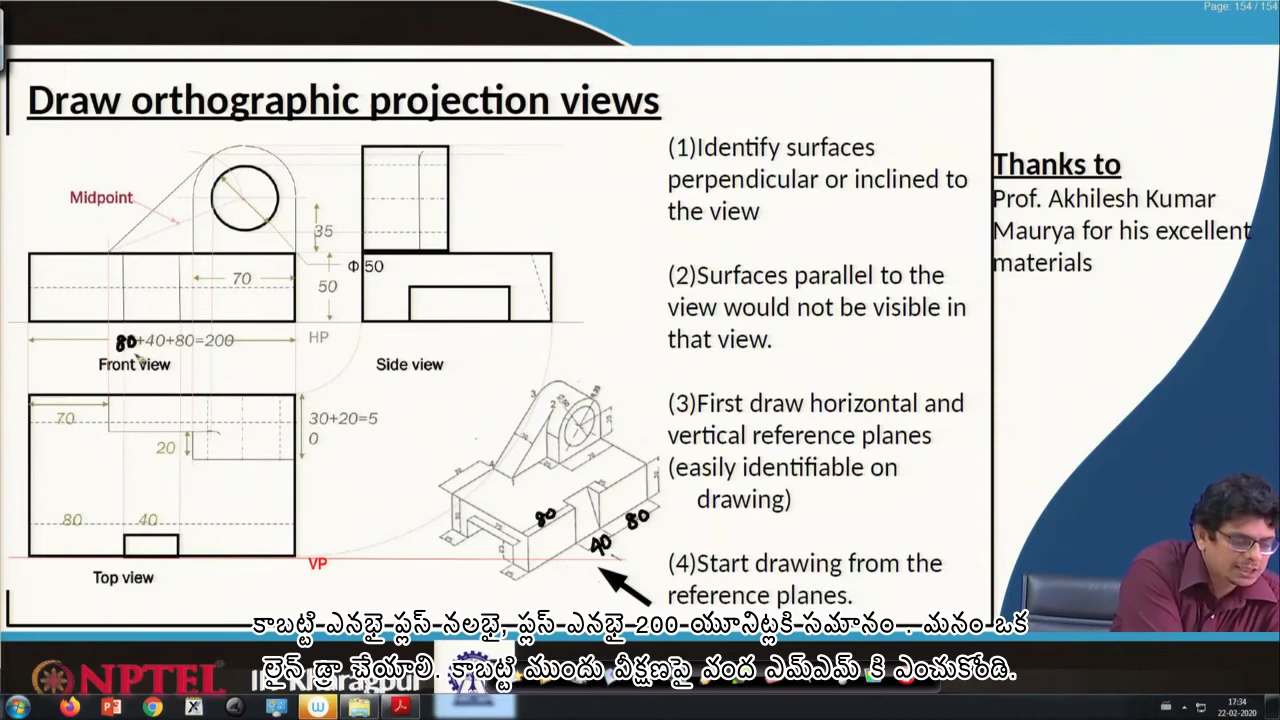 Page: 154 / 154
Draw orthographic projection views
Midpoint
35
Φ 50
70
50
80+40+80=200
HP
Front view
Side view
70
30+20=5
0
20
80
40
VP
Top view
3
2
80
80
40
(1)Identify surfaces
perpendicular or inclined to
the view
(2)Surfaces parallel to the
view would not be visible in
that view.
(3)First draw horizontal and
vertical reference planes
(easily identifiable on
drawing)
(4)Start drawing from the
reference planes.
Thanks to
Prof. Akhilesh Kumar
Maurya for his excellent
materials
కాబట్టి ఎనభై ప్లస్ నలభై, ప్లస్ ఎనభై 200 యూనిట్లకి సమానం . మనం ఒక
లైన్ డ్రా చేయాలి. కాబట్టి ముందు వీక్షణపై వంద ఎమ్ఎమ్ కి ఎంచుకోండి.
NPTEL
IIT Kharagpur
17:34
22-02-2020